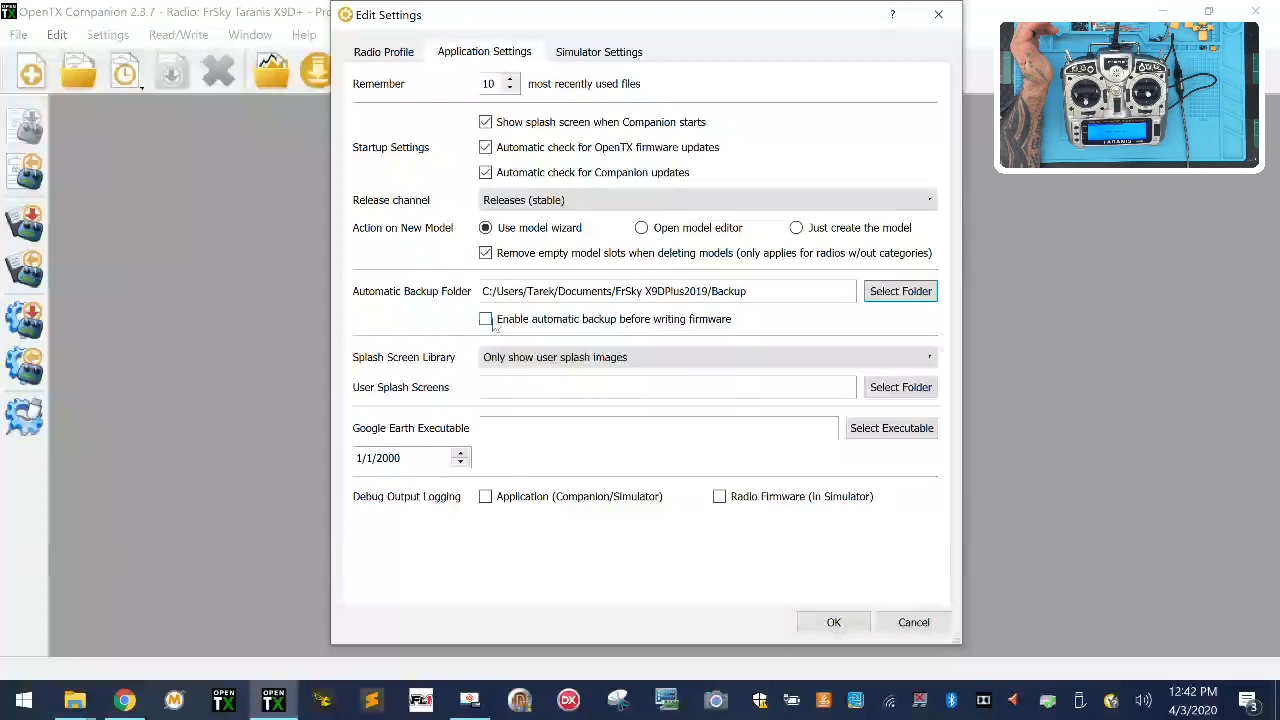 OpenTX Companion 2.3.7 - Radio: FrSky Taranis X9D+ - Pro
File Edit Settings Read/Write Window Help
Edit Settings
Radio Profile Application Settings Simulator Settings
Remember 10 most recently used files
Show splash screen when Companion starts
Startup Settings Automatic check for OpenTX firmware updates
Automatic check for Companion updates
Release channel Releases (stable)
Action on New Model Use model wizard Open model editor Just create the model
Remove empty model slots when deleting models (only applies for radios w/out categories)
Automatic Backup Folder C:/Users/Tarek/Documents/FrSky X9DPlus2019/Backup Select Folder
Enable automatic backup before writing firmware
Splash Screen Library Only show user splash images
User Splash Screens Select Folder
Google Earth Executable Select Executable
1/1/2000
Debug Output Logging Application (Companion/Simulator) Radio Firmware (in Simulator)
OK Cancel
TARANIS
OPEN TX OPEN TX
12:42 PM
4/3/2020
3